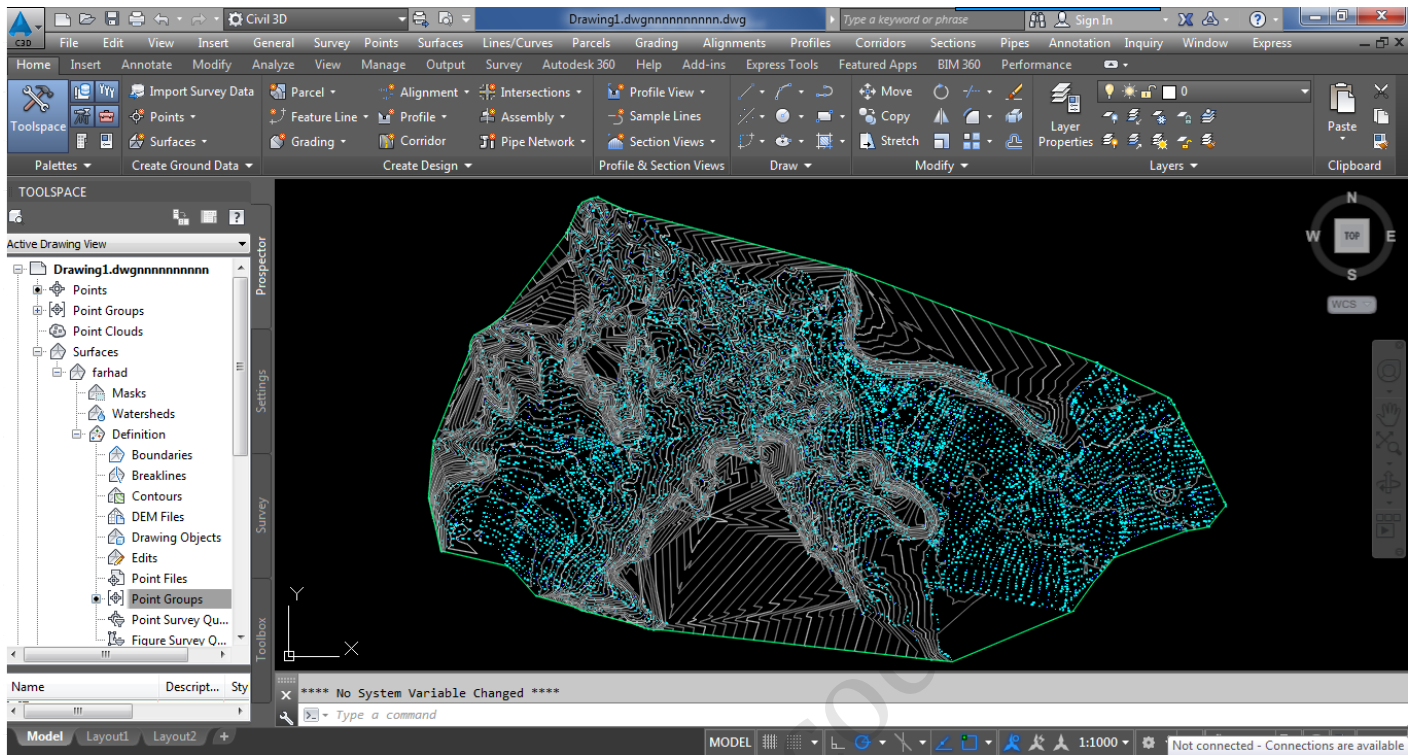 Civil 3D Drawing1.dwgnnnnnnnnnn.dwg Type a keyword or phrase Sign In
C3D File Edit View Insert General Survey Points Surfaces Lines/Curves Parcels Grading Alignments Profiles Corridors Sections Pipes Annotation Inquiry Window Express
Home Insert Annotate Modify Analyze View Manage Output Survey Autodesk 360 Help Add-ins Express Tools Featured Apps BIM 360 Performance
Import Survey Data Parcel Alignment Intersections Profile View Move 0
Toolspace Points Feature Line Profile Assembly Sample Lines Copy Layer Properties Paste
Surfaces Grading Corridor Pipe Network Section Views Stretch
Palettes Create Ground Data Create Design Profile & Section Views Draw Modify Layers Clipboard
TOOLSPACE
Active Drawing View
Drawing1.dwgnnnnnnnnnn
Points
Point Groups
Point Clouds
Surfaces
farhad
Masks
Watersheds
Definition
Boundaries
Breaklines
Contours
DEM Files
Drawing Objects
Edits
Point Files
Point Groups
Point Survey Qu...
Figure Survey Q...
Prospector
Settings
Survey
Toolbox
Name Descript... Sty
N
W TOP E
S
WCS
Y
X
**** No System Variable Changed ****
Type a command
Model Layout1 Layout2 +
MODEL 1:1000
Not connected - Connections are available